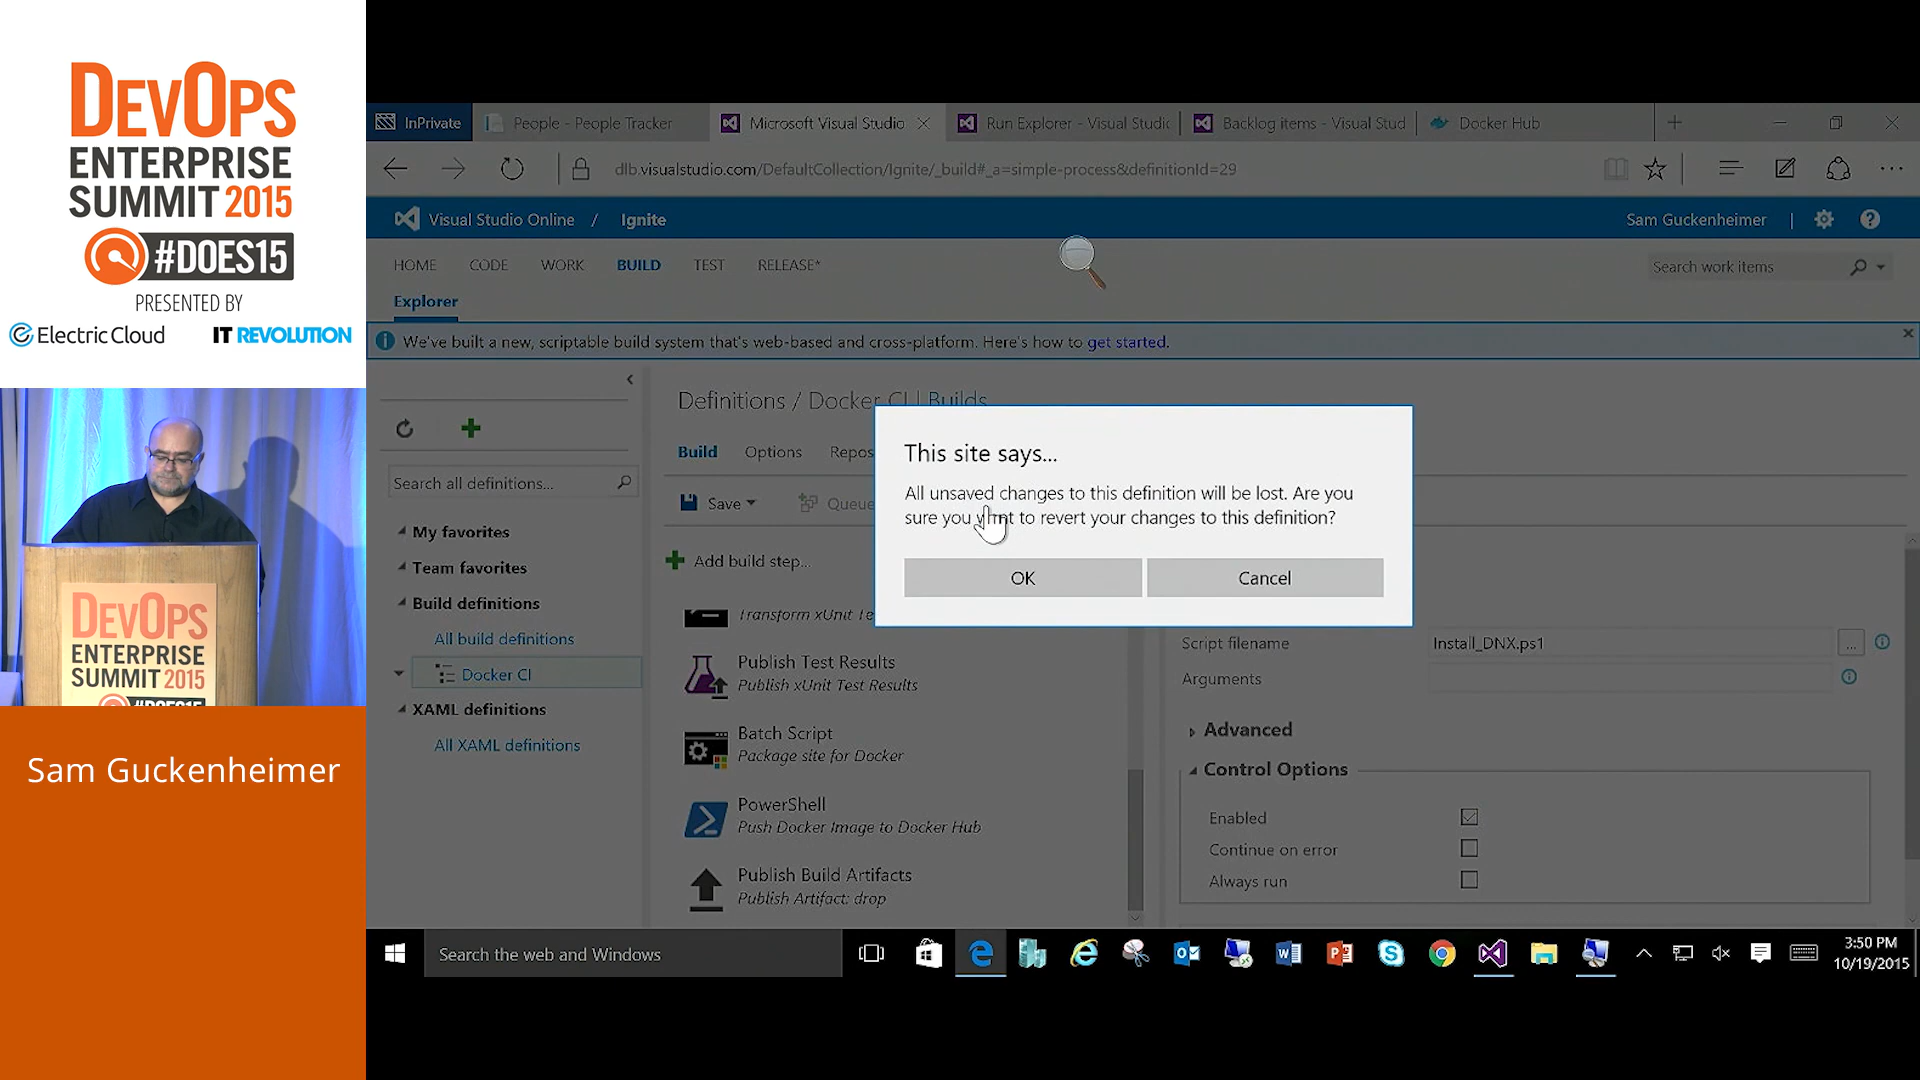 DEVOPS
ENTERPRISE
SUMMIT 2015
#DOES15
PRESENTED BY
Electric Cloud
IT REVOLUTION
DEVOPS
ENTERPRISE
SUMMIT 2015
Sam Guckenheimer
InPrivate
People - People Tracker
Microsoft Visual Studio
Run Explorer - Visual Studio
Backlog items - Visual Stud
Docker Hub
dlb.visualstudio.com/DefaultCollection/Ignite/_build#_a=simple-process&definitionId=29
Visual Studio Online / Ignite
Sam Guckenheimer |
HOME CODE WORK BUILD TEST RELEASE*
Search work items
Explorer
We've built a new, scriptable build system that's web-based and cross-platform. Here's how to get started.
Search all definitions...
My favorites
Team favorites
Build definitions
All build definitions
Docker CI
XAML definitions
All XAML definitions
Definitions / Docker CI | Builds
Build Options Repos
Save Queue
Add build step...
Transform xUnit Te
Publish Test Results
Publish xUnit Test Results
Batch Script
Package site for Docker
PowerShell
Push Docker Image to Docker Hub
Publish Build Artifacts
Publish Artifact: drop
This site says...
All unsaved changes to this definition will be lost. Are you
sure you want to revert your changes to this definition?
OK
Cancel
Script filename
Install_DNX.ps1
...
Arguments
Advanced
Control Options
Enabled
Continue on error
Always run
Search the web and Windows
3:50 PM
10/19/2015